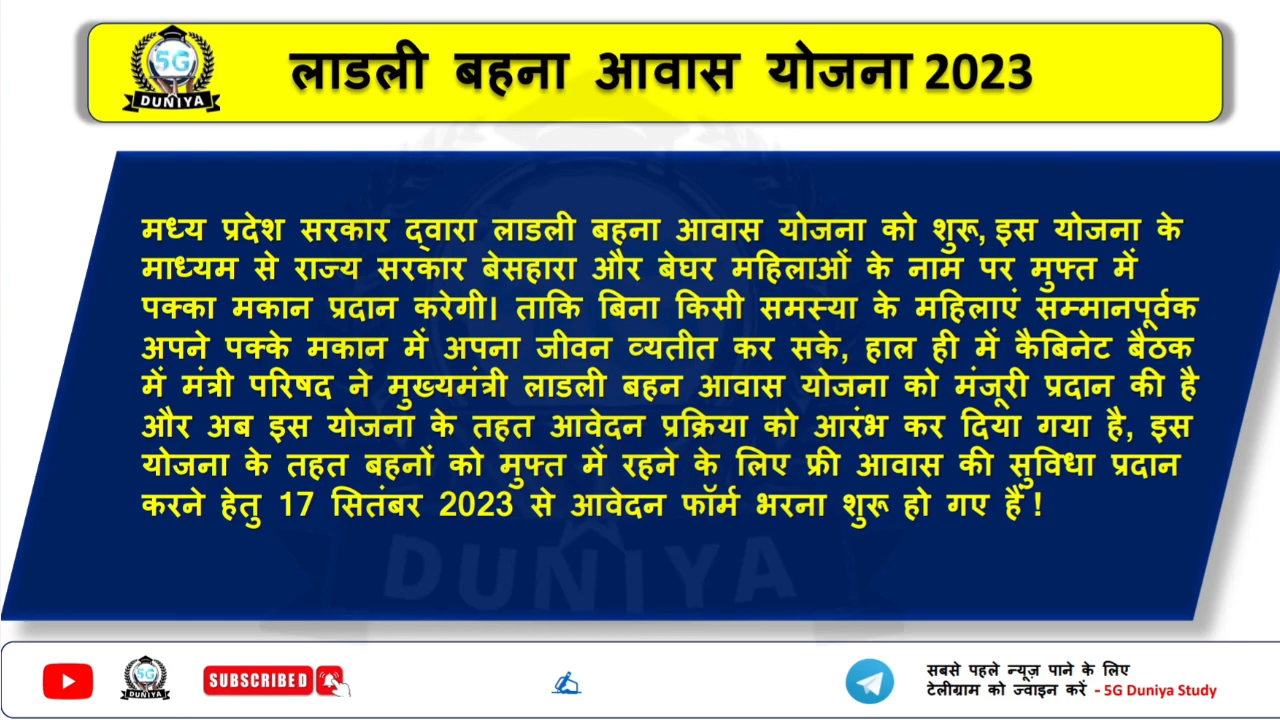 5G
DUNIYA
लाडली बहना आवास योजना 2023
मध्य प्रदेश सरकार द्वारा लाडली बहना आवास योजना को शुरू, इस योजना के
माध्यम से राज्य सरकार बेसहारा और बेघर महिलाओं के नाम पर मुफ्त में
पक्का मकान प्रदान करेगी। ताकि बिना किसी समस्या के महिलाएं सम्मानपूर्वक
अपने पक्के मकान में अपना जीवन व्यतीत कर सके, हाल ही में कैबिनेट बैठक
में मंत्री परिषद ने मुख्यमंत्री लाडली बहन आवास योजना को मंजूरी प्रदान की है
और अब इस योजना के तहत आवेदन प्रक्रिया को आरंभ कर दिया गया है, इस
योजना के तहत बहनों को मुफ्त में रहने के लिए फ्री आवास की सुविधा प्रदान
करने हेतु 17 सितंबर 2023 से आवेदन फॉर्म भरना शुरू हो गए हैं !
DUNIYA
5G
DUNIYA
SUBSCRIBED
सबसे पहले न्यूज़ पाने के लिए
टेलीग्राम को ज्वाइन करें - 5G Duniya Study